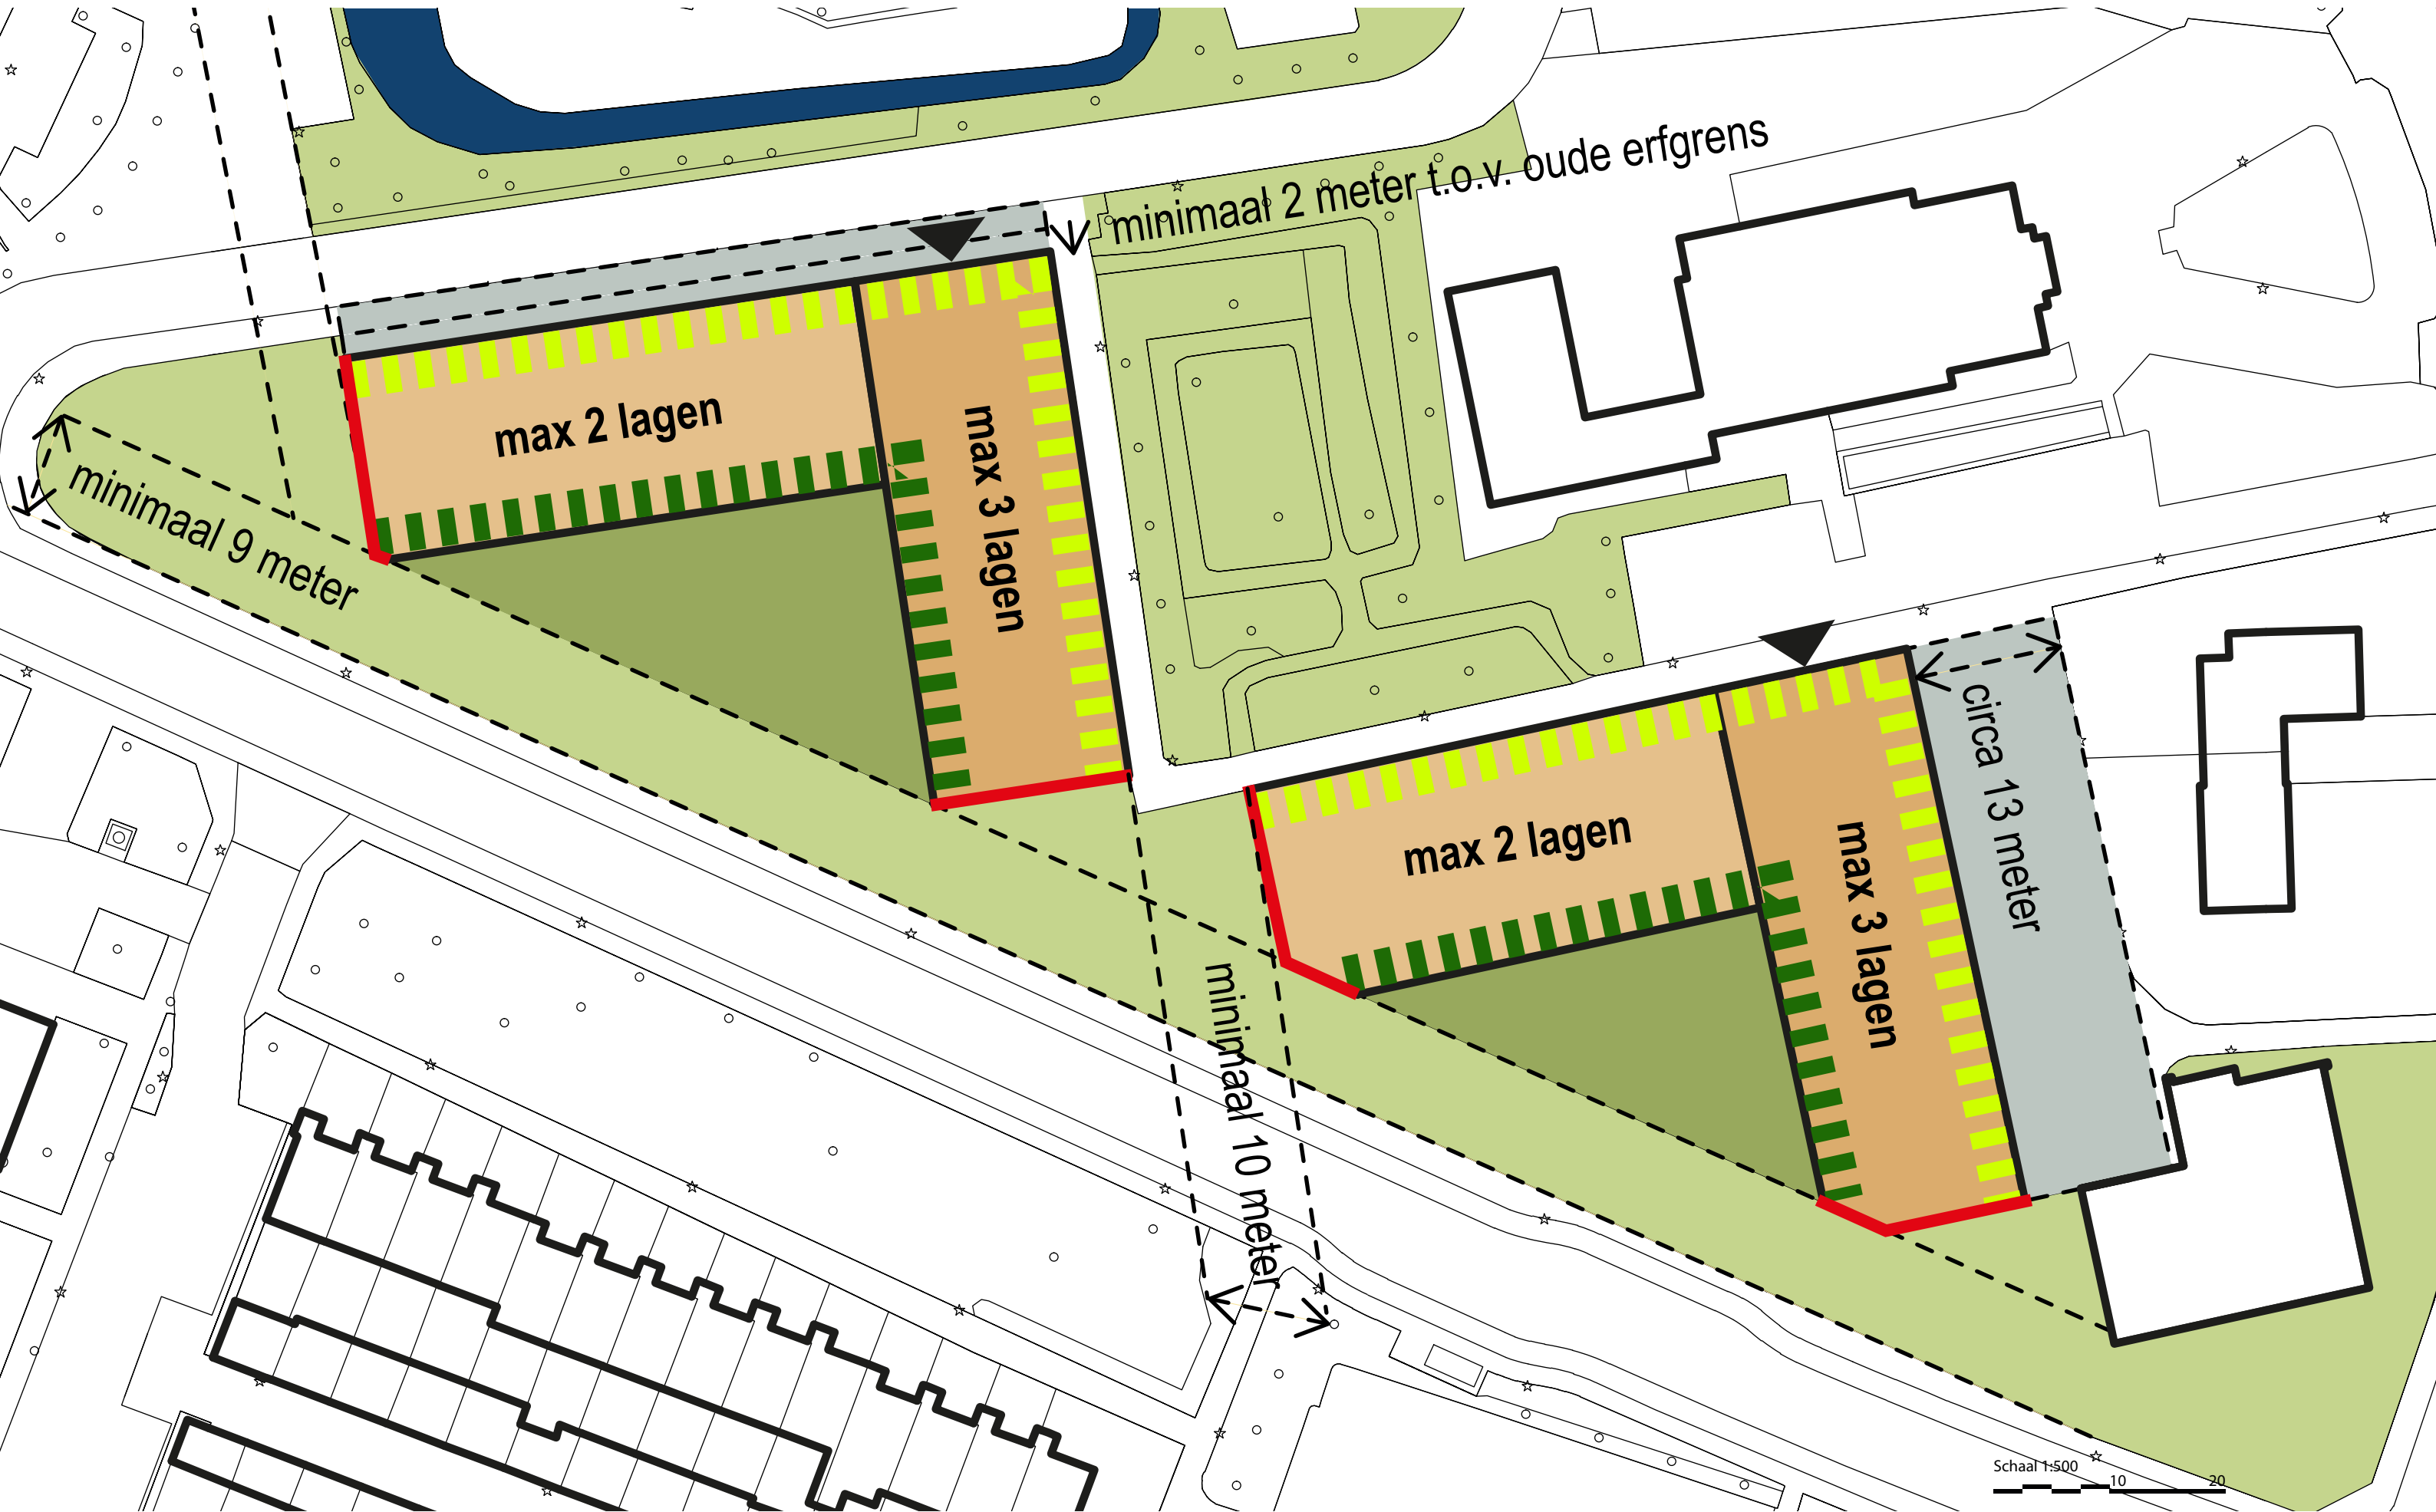 minimaal 2 meter t.o.v. oude erfgrens
max 2 lagen
max 3 lagen
minimaal 9 meter
circa 13 meter
max 2 lagen
max 3 lagen
minimaal 10 meter
Schaal 1:500
10
20